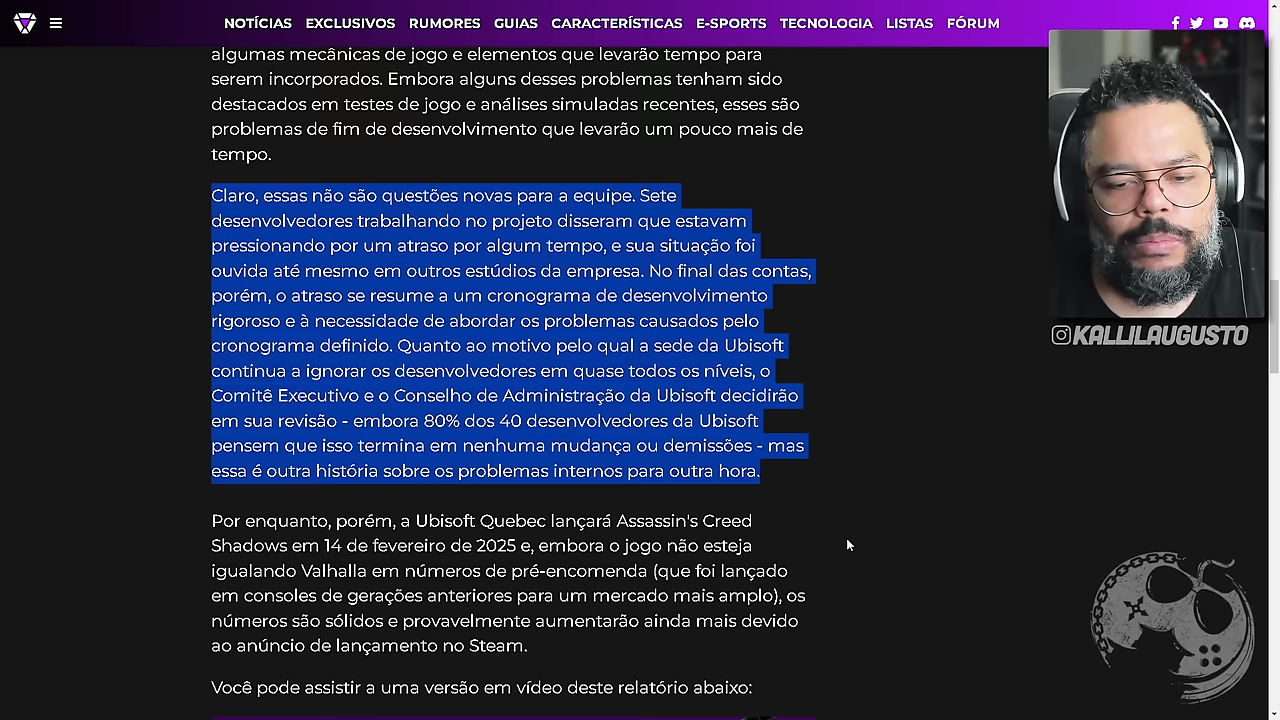 NOTÍCIAS EXCLUSIVOS RUMORES GUIAS CARACTERÍSTICAS E-SPORTS TECNOLOGIA LISTAS FÓRUM
algumas mecânicas de jogo e elementos que levarão tempo para
serem incorporados. Embora alguns desses problemas tenham sido
destacados em testes de jogo e análises simuladas recentes, esses são
problemas de fim de desenvolvimento que levarão um pouco mais de
tempo.
Claro, essas não são questões novas para a equipe. Sete
desenvolvedores trabalhando no projeto disseram que estavam
pressionando por um atraso por algum tempo, e sua situação foi
ouvida até mesmo em outros estúdios da empresa. No final das contas,
porém, o atraso se resume a um cronograma de desenvolvimento
rigoroso e à necessidade de abordar os problemas causados pelo
cronograma definido. Quanto ao motivo pelo qual a sede da Ubisoft
continua a ignorar os desenvolvedores em quase todos os níveis, o
Comitê Executivo e o Conselho de Administração da Ubisoft decidirão
em sua revisão - embora 80% dos 40 desenvolvedores da Ubisoft
pensem que isso termina em nenhuma mudança ou demissões - mas
essa é outra história sobre os problemas internos para outra hora.
Por enquanto, porém, a Ubisoft Quebec lançará Assassin's Creed
Shadows em 14 de fevereiro de 2025 e, embora o jogo não esteja
igualando Valhalla em números de pré-encomenda (que foi lançado
em consoles de gerações anteriores para um mercado mais amplo), os
números são sólidos e provavelmente aumentarão ainda mais devido
ao anúncio de lançamento no Steam.
Você pode assistir a uma versão em vídeo deste relatório abaixo:
KALLILAUGUSTO